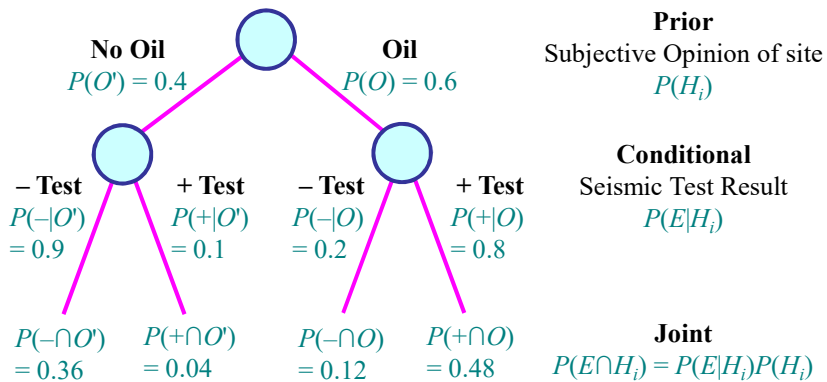 No Oil
P(O') = 0.4
Oil
P(O) = 0.6
Prior
Subjective Opinion of site
P(Hᵢ)
– Test
P(–|O')
= 0.9
+ Test
P(+|O')
= 0.1
– Test
P(–|O)
= 0.2
+ Test
P(+|O)
= 0.8
Conditional
Seismic Test Result
P(E|Hᵢ)
P(–∩O')
= 0.36
P(+∩O')
= 0.04
P(–∩O)
= 0.12
P(+∩O)
= 0.48
Joint
P(E∩Hᵢ) = P(E|Hᵢ)P(Hᵢ)